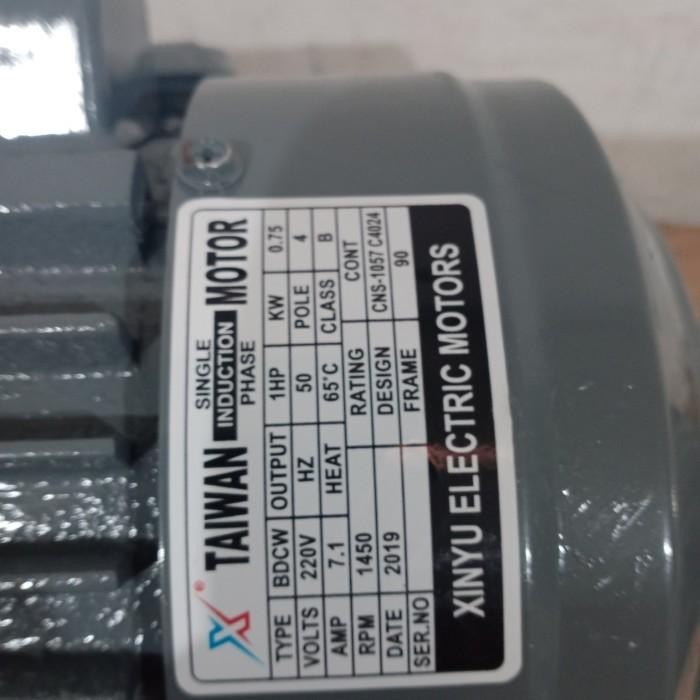 TAIWAN SINGLE INDUCTION PHASE MOTOR
TYPE BDCW OUTPUT 1HP KW 0.75
VOLTS 220V HZ 50 POLE 4
AMP 7.1 HEAT 65°C CLASS B
RPM 1450 RATING CONT
DATE 2019 DESIGN CNS-1057 C4024
SER.NO FRAME 90
XINYU ELECTRIC MOTORS